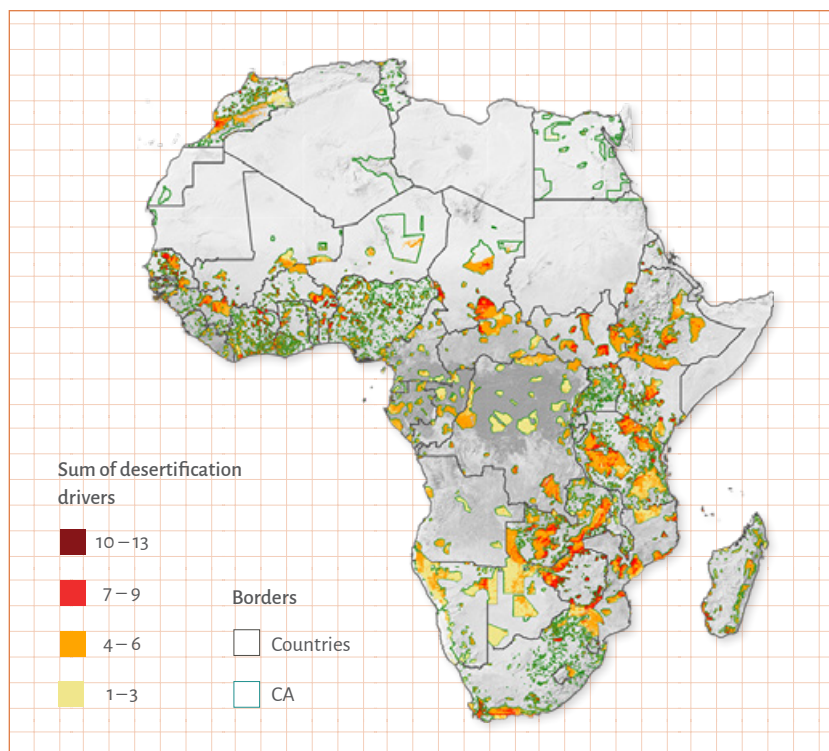 Sum of desertification
drivers
10–13
7–9
4–6
1–3
Borders
Countries
CA